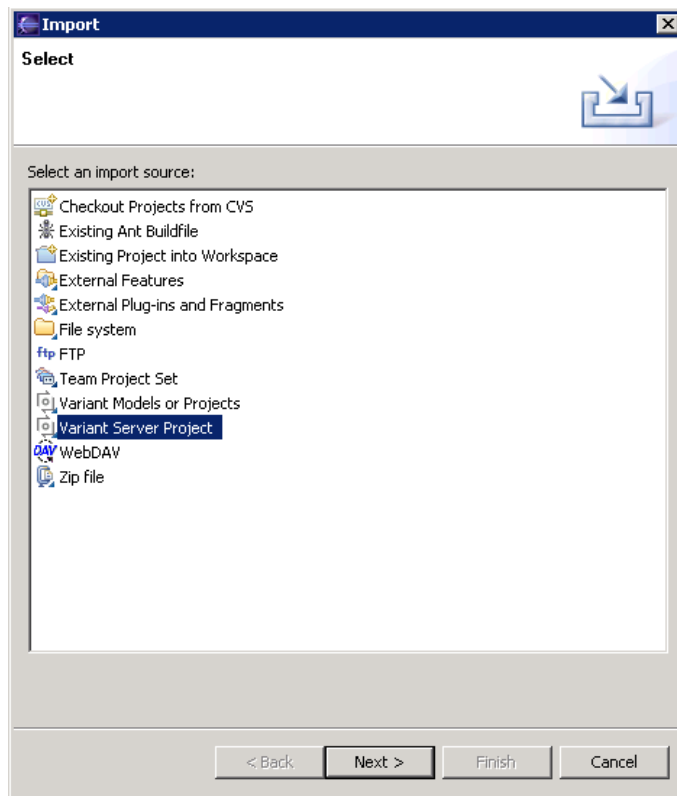 Import
Select
Select an import source:
CVS
Checkout Projects from CVS
Existing Ant Buildfile
Existing Project into Workspace
External Features
External Plug-ins and Fragments
File system
ftp FTP
Team Project Set
Variant Models or Projects
Variant Server Project
DAV WebDAV
Zip file
< Back Next > Finish Cancel